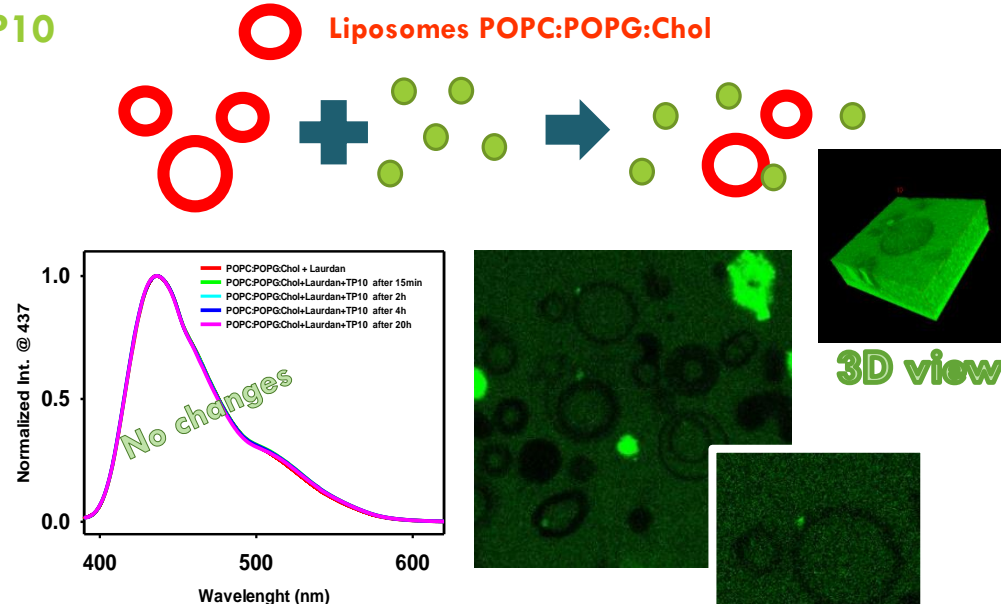 P10
Liposomes POPC:POPG:Chol
POPC:POPG:Chol + Laurdan
POPC:POPG:Chol+Laurdan+TP10 after 15min
POPC:POPG:Chol+Laurdan+TP10 after 2h
POPC:POPG:Chol+Laurdan+TP10 after 4h
POPC:POPG:Chol+Laurdan+TP10 after 20h
No changes
Normalized Int. @ 437
1.0
0.5
0.0
400 500 600
Wavelenght (nm)
3D view